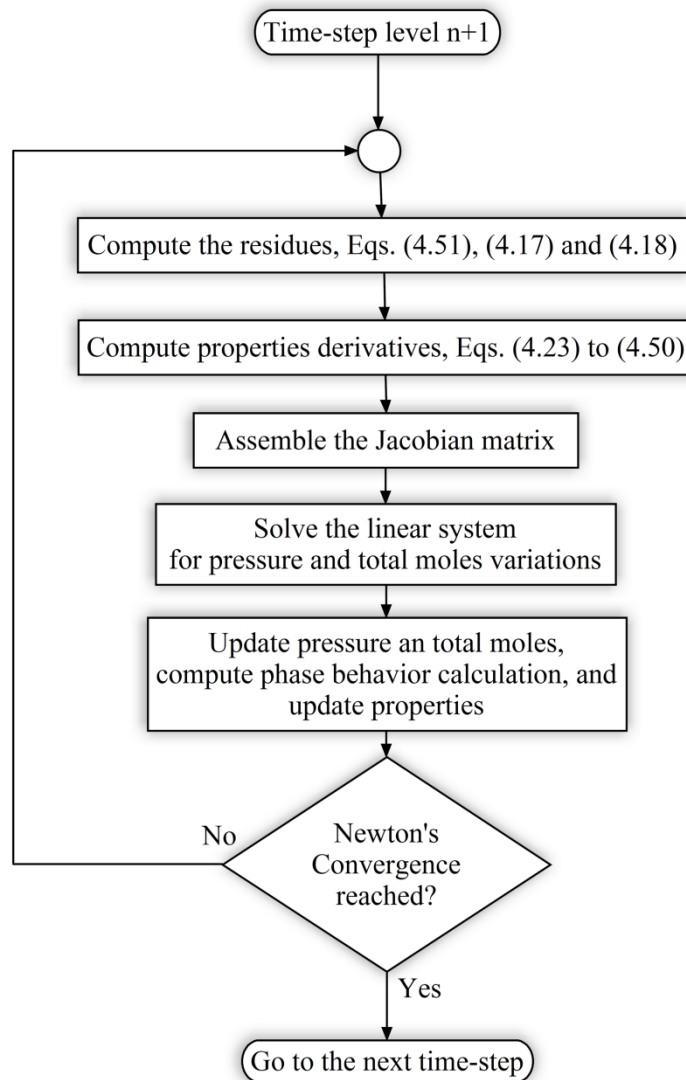 Time-step level n+1
Compute the residues, Eqs. (4.51), (4.17) and (4.18)
Compute properties derivatives, Eqs. (4.23) to (4.50)
Assemble the Jacobian matrix
Solve the linear system
for pressure and total moles variations
Update pressure an total moles,
compute phase behavior calculation, and
update properties
No
Newton's
Convergence
reached?
Yes
Go to the next time-step